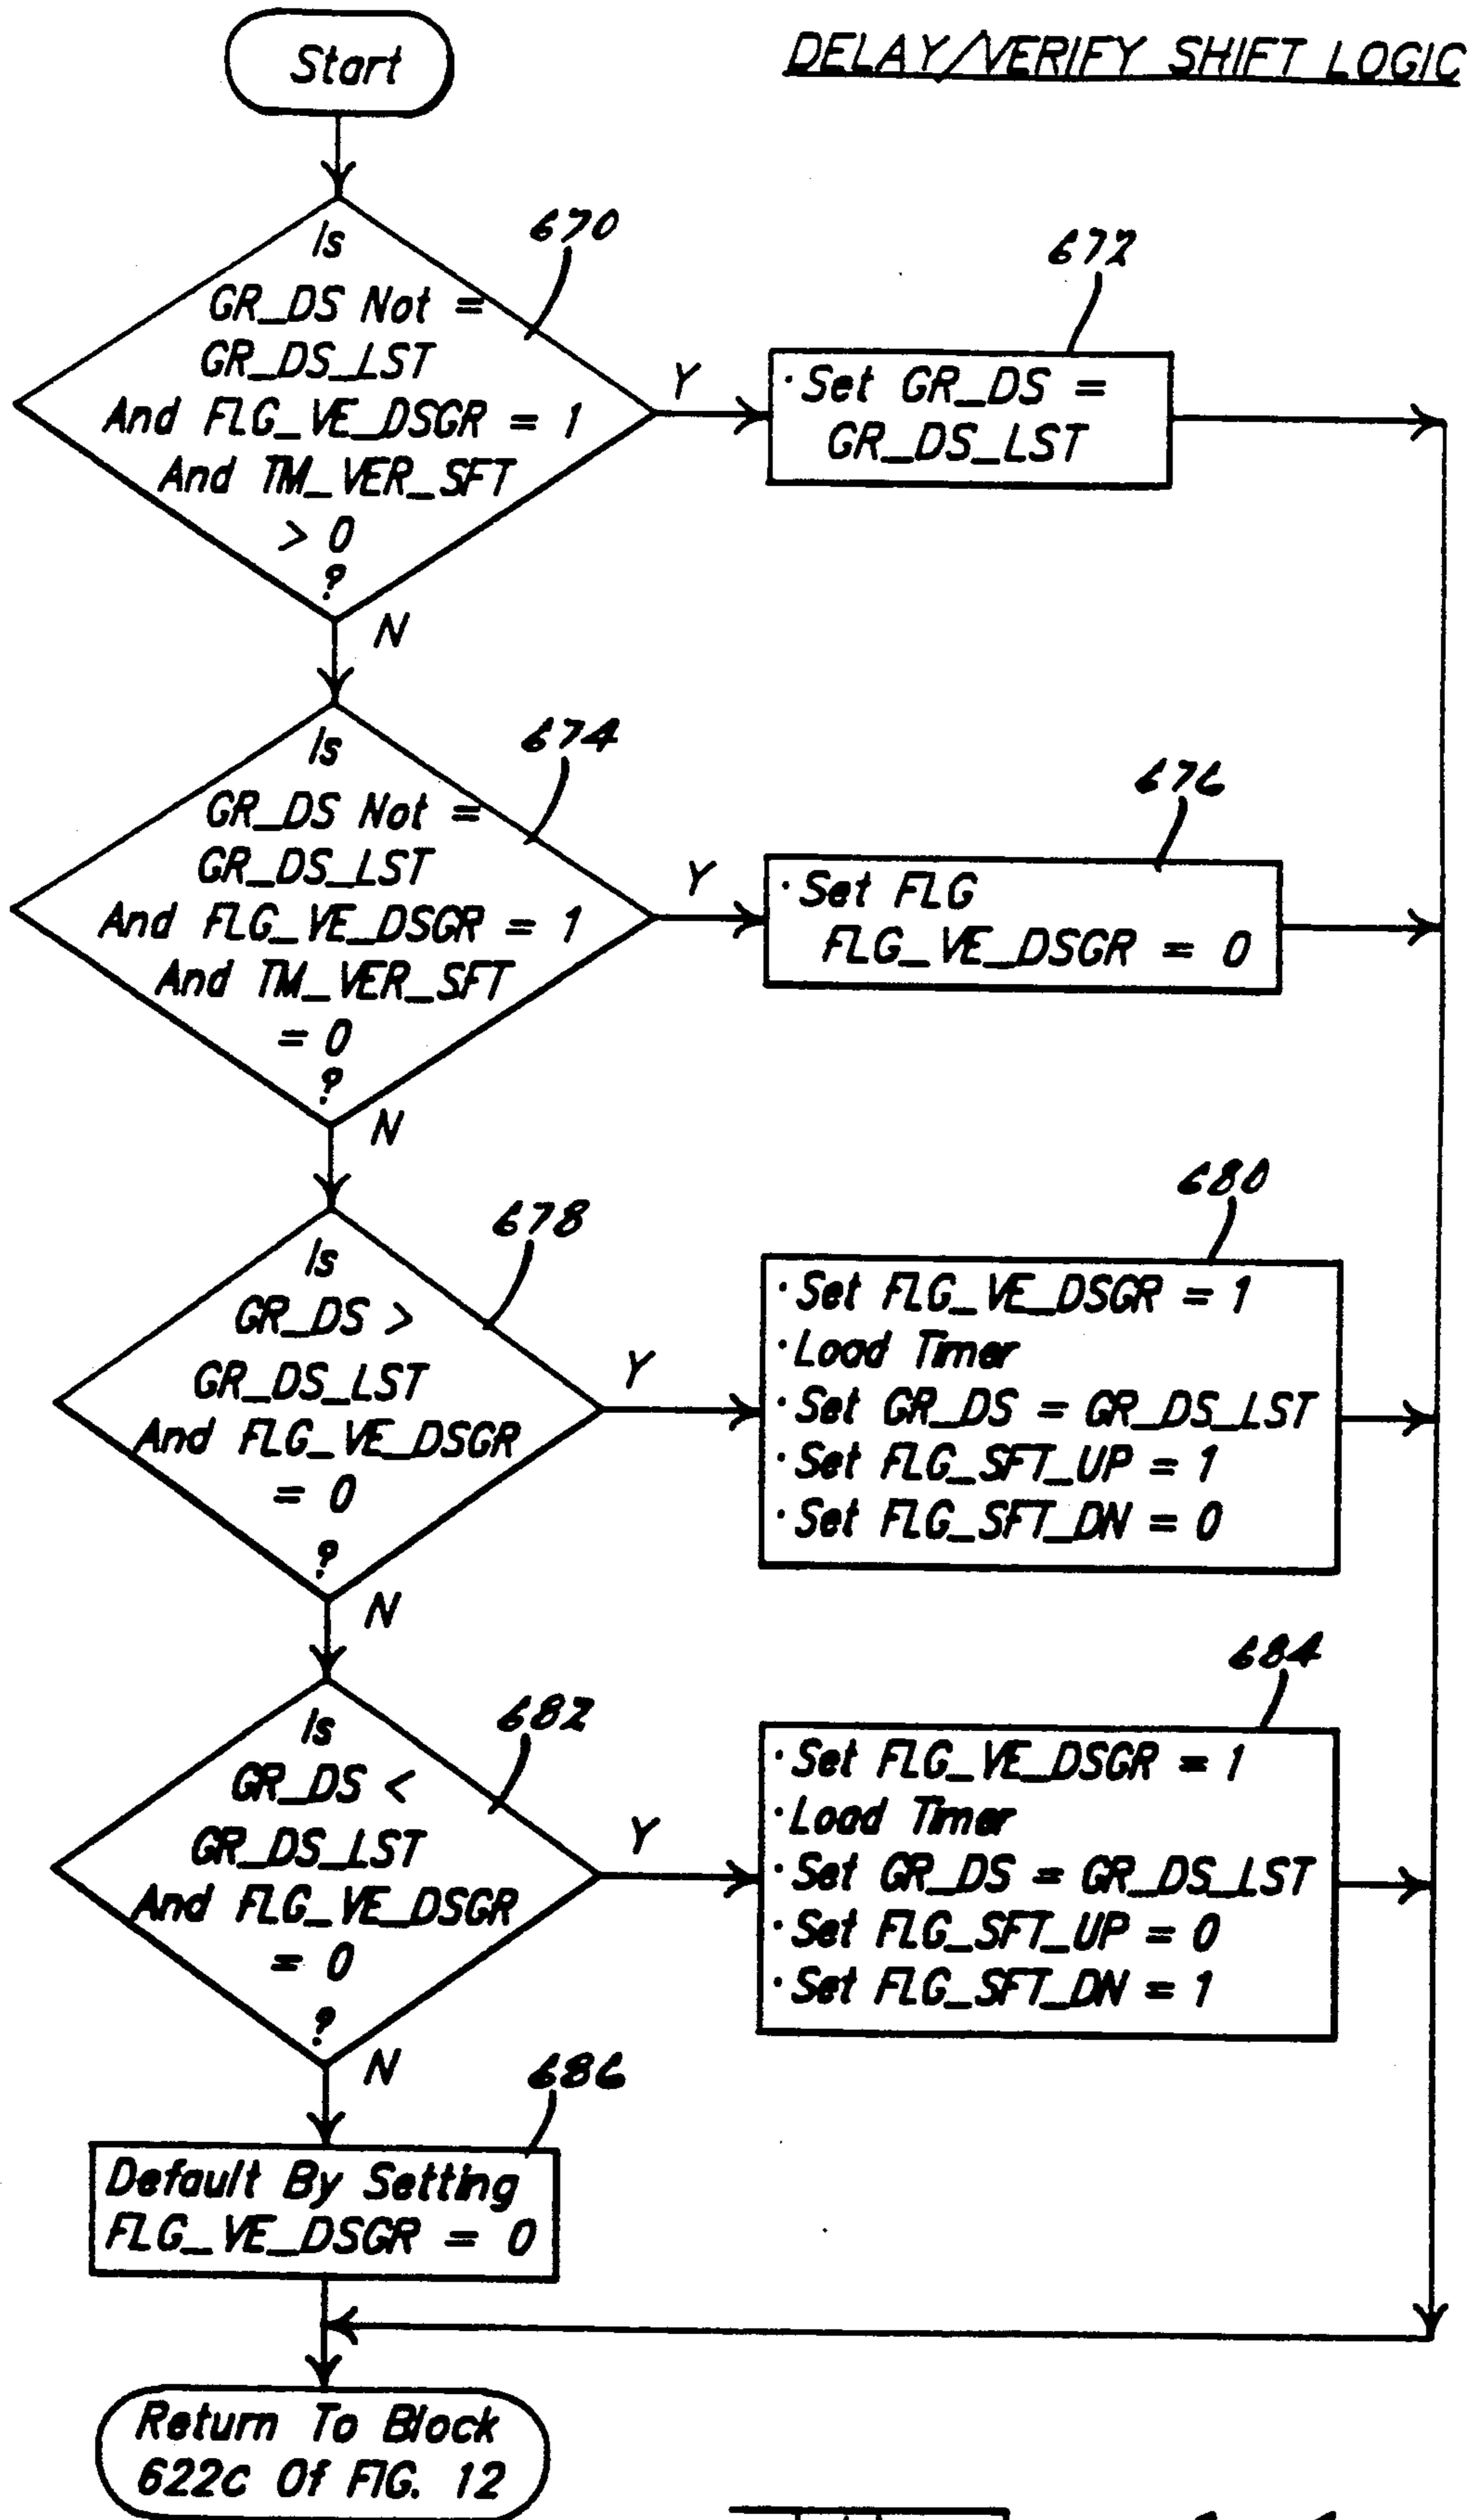 Start
DELAY/VERIFY SHIFT LOGIC
Is
GR_DS Not =
GR_DS_LST
And FLG_VE_DSGR = 1
And TM_VER_SFT
> 0
?
670
Y
N
672
·Set GR_DS =
GR_DS_LST
Is
GR_DS Not =
GR_DS_LST
And FLG_VE_DSGR = 1
And TM_VER_SFT
= 0
?
674
Y
N
676
·Set FLG
FLG_VE_DSGR = 0
Is
GR_DS >
GR_DS_LST
And FLG_VE_DSGR
= 0
?
678
Y
N
680
·Set FLG_VE_DSGR = 1
·Load Timer
·Set GR_DS = GR_DS_LST
·Set FLG_SFT_UP = 1
·Set FLG_SFT_DN = 0
Is
GR_DS <
GR_DS_LST
And FLG_VE_DSGR
= 0
?
682
Y
N
684
·Set FLG_VE_DSGR = 1
·Load Timer
·Set GR_DS = GR_DS_LST
·Set FLG_SFT_UP = 0
·Set FLG_SFT_DN = 1
686
Default By Setting
FLG_VE_DSGR = 0
Return To Block
622c Of FIG. 12